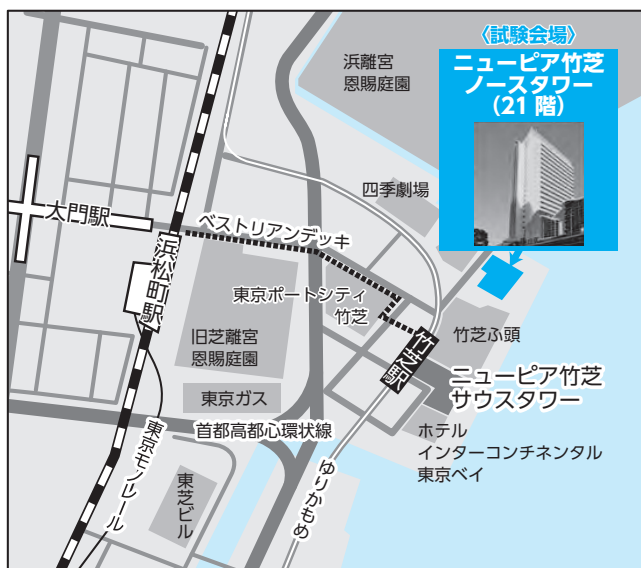 〈試験会場〉
ニューピア竹芝
ノースタワー
(21 階)
浜離宮
恩賜庭園
四季劇場
大門駅
ベストリアンデッキ
浜松町駅
東京ポートシティ
竹芝
旧芝離宮
恩賜庭園
竹芝駅
竹芝ふ頭
ニューピア竹芝
サウスタワー
東京ガス
首都高都心環状線
ホテル
インターコンチネンタル
東京ベイ
東京モノレール
東芝ビル
ゆりかもめ